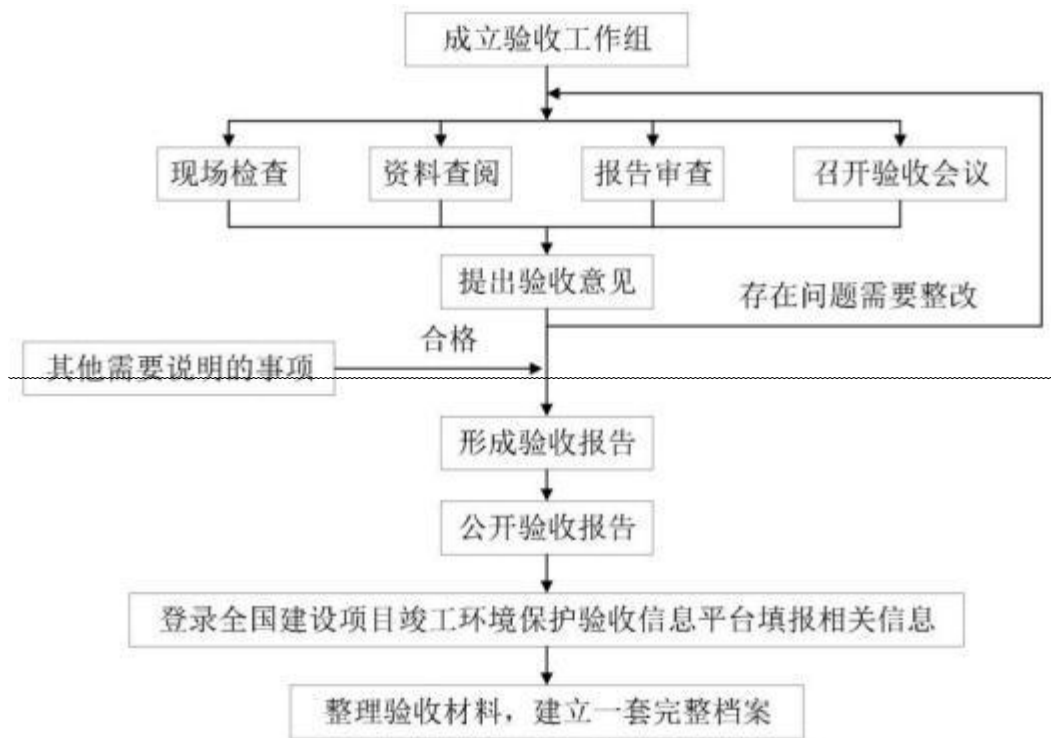 成立验收工作组
现场检查
资料查阅
报告审查
召开验收会议
提出验收意见
存在问题需要整改
合格
其他需要说明的事项
形成验收报告
公开验收报告
登录全国建设项目竣工环境保护验收信息平台填报相关信息
整理验收材料，建立一套完整档案